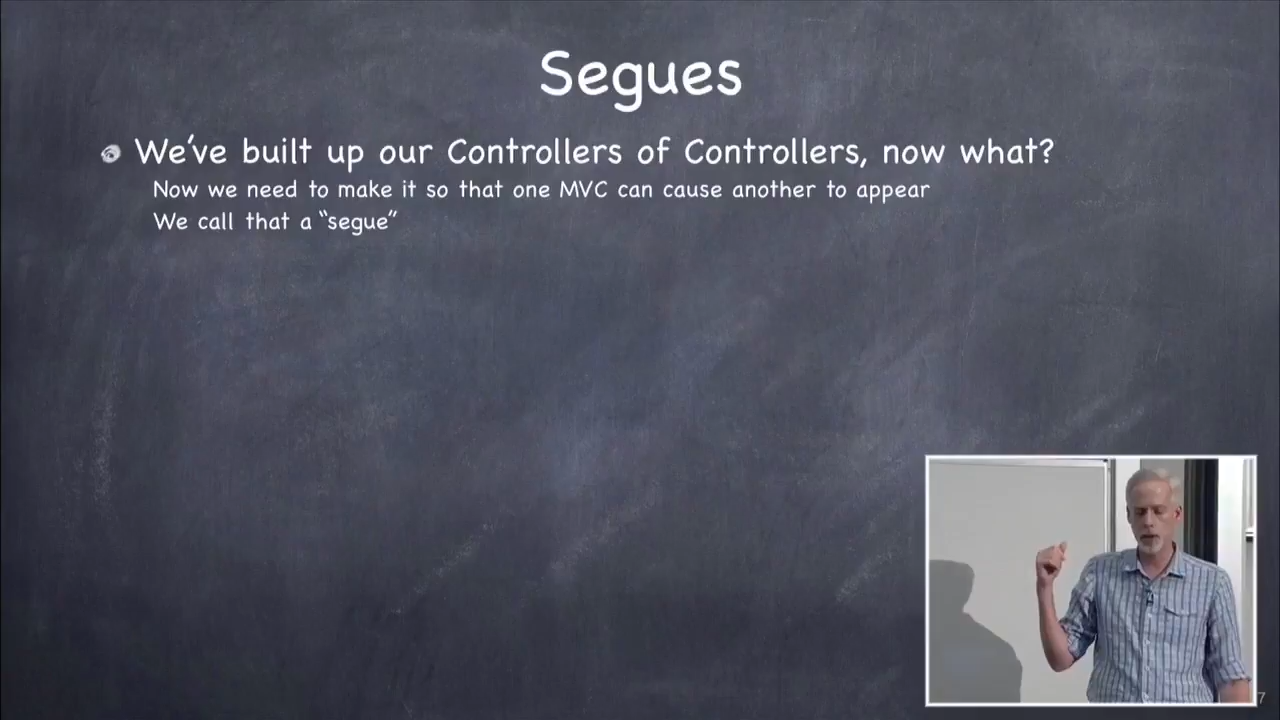 Segues
We've built up our Controllers of Controllers, now what?
Now we need to make it so that one MVC can cause another to appear
We call that a “segue”
7